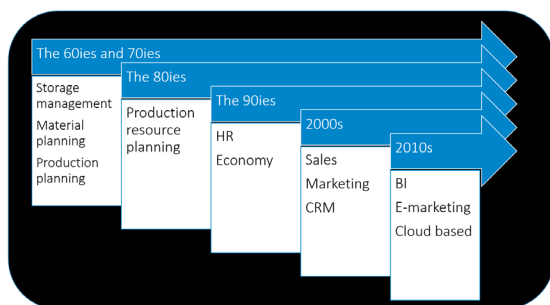 The 60ies and 70ies
Storage
management
Material
planning
Production
planning
The 80ies
Production
resource
planning
The 90ies
HR
Economy
2000s
Sales
Marketing
CRM
2010s
BI
E-marketing
Cloud based